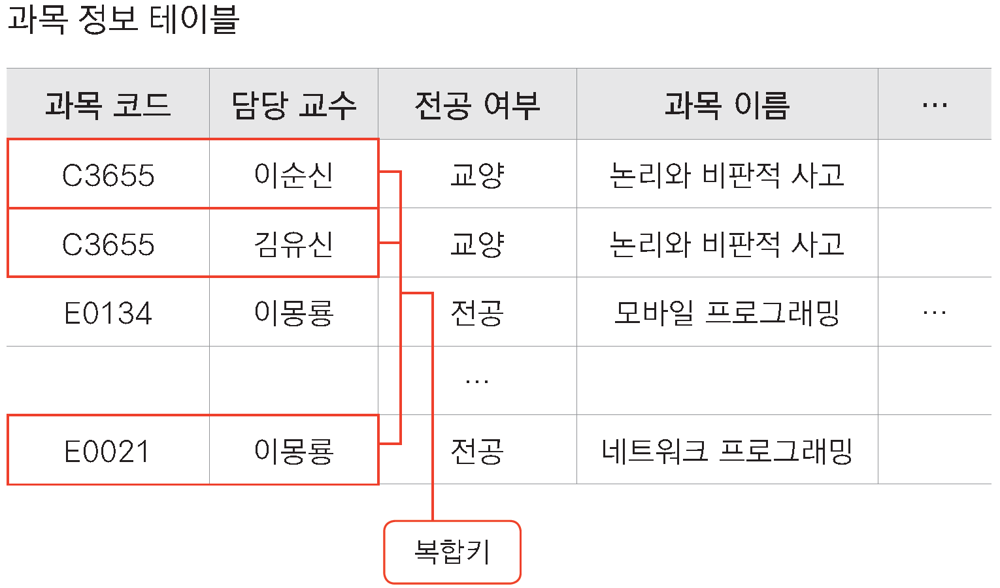 과목 정보 테이블
과목 코드 담당 교수 전공 여부 과목 이름 …
C3655 이순신 교양 논리와 비판적 사고
C3655 김유신 교양 논리와 비판적 사고
E0134 이몽룡 전공 모바일 프로그래밍 …
…
E0021 이몽룡 전공 네트워크 프로그래밍
복합키